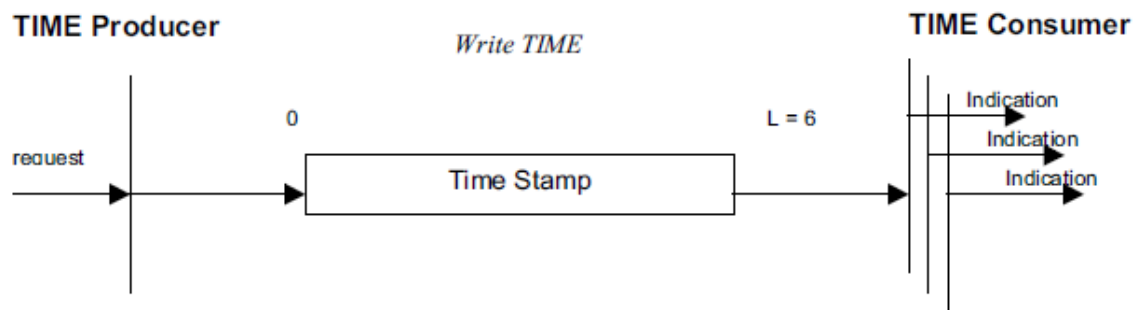 TIME Producer
Write TIME
TIME Consumer
0
L = 6
Indication
request
Indication
Time Stamp
Indication